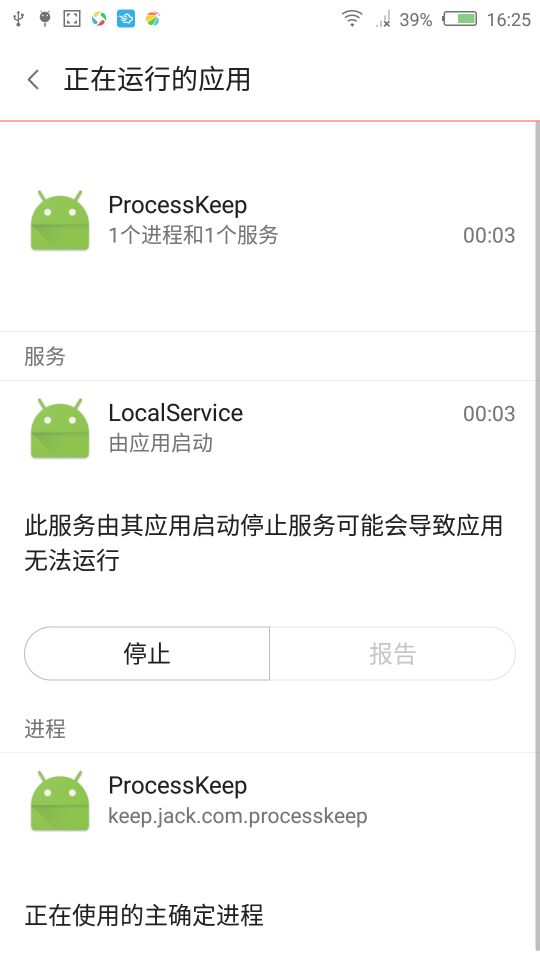 39% 16:25
正在运行的应用
ProcessKeep
1个进程和1个服务 00:03
服务
LocalService 00:03
由应用启动
此服务由其应用启动停止服务可能会导致应用
无法运行
停止 报告
进程
ProcessKeep
keep.jack.com.processkeep
正在使用的主确定进程